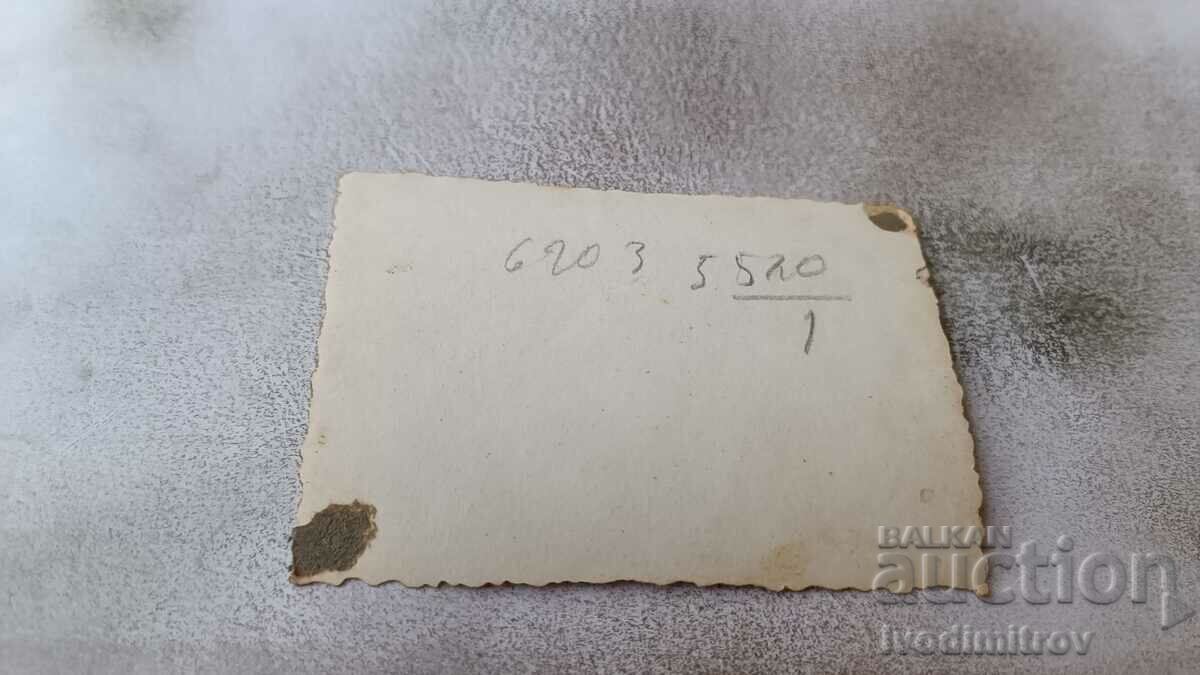 6203 5520
1
BALKAN
auction
ivodimitrov